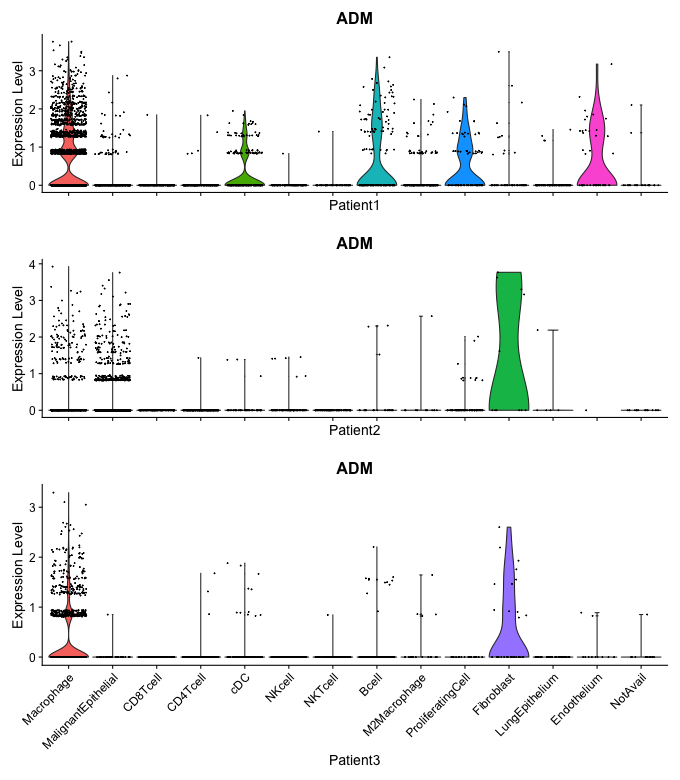 ADM
Expression Level
3
2
1
0
Patient1
ADM
Expression Level
4
3
2
1
0
Patient2
ADM
Expression Level
3
2
1
0
Macrophage
MalignantEpithelial
CD8Tcell
CD4Tcell
cDC
NKcell
NKTcell
Bcell
M2Macrophage
ProliferatingCell
Fibroblast
LungEpithelium
Endothelium
NotAvail
Patient3